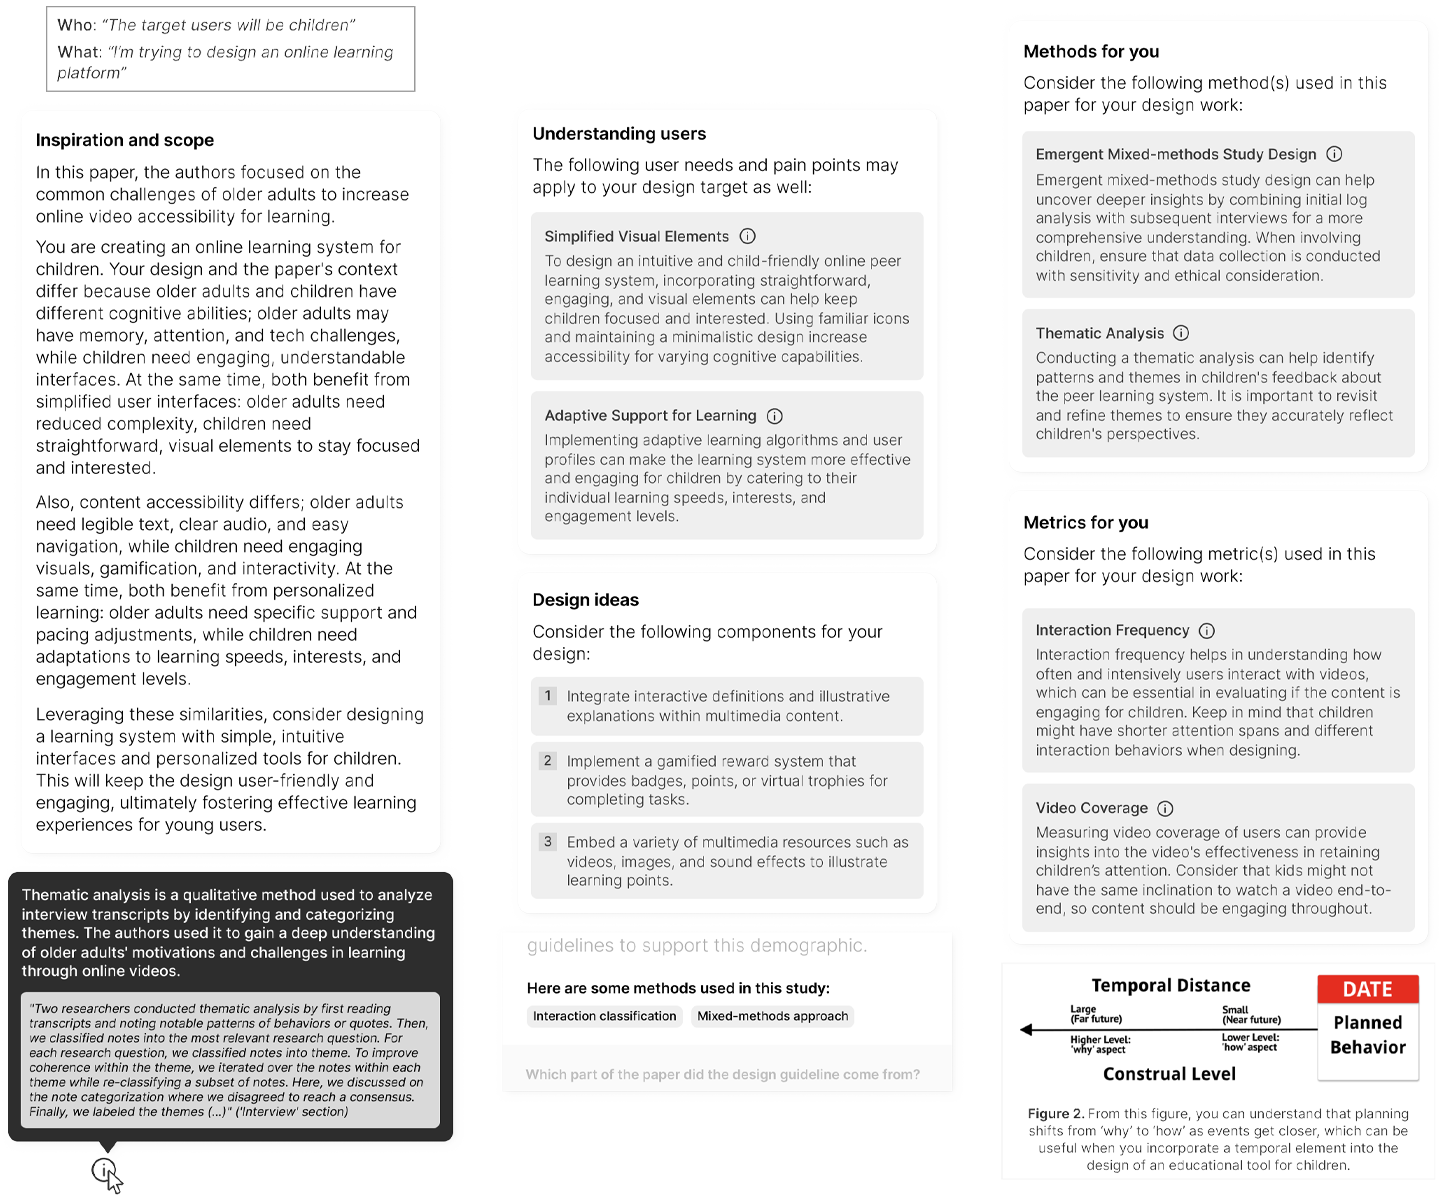 Who: “The target users will be children”
What: “I’m trying to design an online learning
platform”
Inspiration and scope
In this paper, the authors focused on the
common challenges of older adults to increase
online video accessibility for learning.
You are creating an online learning system for
children. Your design and the paper's context
differ because older adults and children have
different cognitive abilities; older adults may
have memory, attention, and tech challenges,
while children need engaging, understandable
interfaces. At the same time, both benefit from
simplified user interfaces: older adults need
reduced complexity, children need
straightforward, visual elements to stay focused
and interested.
Also, content accessibility differs; older adults
need legible text, clear audio, and easy
navigation, while children need engaging
visuals, gamification, and interactivity. At the
same time, both benefit from personalized
learning: older adults need specific support and
pacing adjustments, while children need
adaptations to learning speeds, interests, and
engagement levels.
Leveraging these similarities, consider designing
a learning system with simple, intuitive
interfaces and personalized tools for children.
This will keep the design user-friendly and
engaging, ultimately fostering effective learning
experiences for young users.
Thematic analysis is a qualitative method used to analyze
interview transcripts by identifying and categorizing
themes. The authors used it to gain a deep understanding
of older adults' motivations and challenges in learning
through online videos.
"Two researchers conducted thematic analysis by first reading
transcripts and noting notable patterns of behaviors or quotes. Then,
we classified notes into the most relevant research question. For
each research question, we classified notes into theme. To improve
coherence within the theme, we iterated over the notes within each
theme while re-classifying a subset of notes. Here, we discussed on
the note categorization where we disagreed to reach a consensus.
Finally, we labeled the themes (...)" ('Interview' section)
Understanding users
The following user needs and pain points may
apply to your design target as well:
Simplified Visual Elements
To design an intuitive and child-friendly online peer
learning system, incorporating straightforward,
engaging, and visual elements can help keep
children focused and interested. Using familiar icons
and maintaining a minimalistic design increase
accessibility for varying cognitive capabilities.
Adaptive Support for Learning
Implementing adaptive learning algorithms and user
profiles can make the learning system more effective
and engaging for children by catering to their
individual learning speeds, interests, and
engagement levels.
Design ideas
Consider the following components for your
design:
1 Integrate interactive definitions and illustrative
explanations within multimedia content.
2 Implement a gamified reward system that
provides badges, points, or virtual trophies for
completing tasks.
3 Embed a variety of multimedia resources such as
videos, images, and sound effects to illustrate
learning points.
guidelines to support this demographic.
Here are some methods used in this study:
Interaction classification Mixed-methods approach
Which part of the paper did the design guideline come from?
Methods for you
Consider the following method(s) used in this
paper for your design work:
Emergent Mixed-methods Study Design
Emergent mixed-methods study design can help
uncover deeper insights by combining initial log
analysis with subsequent interviews for a more
comprehensive understanding. When involving
children, ensure that data collection is conducted
with sensitivity and ethical consideration.
Thematic Analysis
Conducting a thematic analysis can help identify
patterns and themes in children's feedback about
the peer learning system. It is important to revisit
and refine themes to ensure they accurately reflect
children's perspectives.
Metrics for you
Consider the following metric(s) used in this
paper for your design work:
Interaction Frequency
Interaction frequency helps in understanding how
often and intensively users interact with videos,
which can be essential in evaluating if the content is
engaging for children. Keep in mind that children
might have shorter attention spans and different
interaction behaviors when designing.
Video Coverage
Measuring video coverage of users can provide
insights into the video's effectiveness in retaining
children’s attention. Consider that kids might not
have the same inclination to watch a video end-to-
end, so content should be engaging throughout.
Temporal Distance
Large
(Far future)
Small
(Near future)
Higher Level:
'why' aspect
Lower Level:
'how' aspect
Construal Level
DATE
Planned
Behavior
Figure 2. From this figure, you can understand that planning
shifts from ‘why’ to ‘how’ as events get closer, which can be
useful when you incorporate a temporal element into the
design of an educational tool for children.